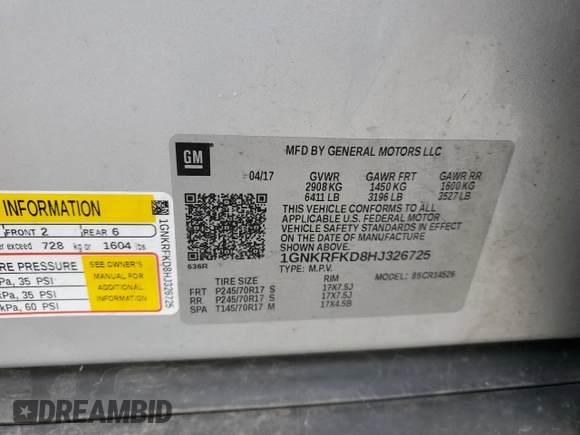 GM
MFD BY GENERAL MOTORS LLC
04/17 GVWR GAWR FRT GAWR RR
2908 KG 1450 KG 1600 KG
6411 LB 3196 LB 3527 LB
THIS VEHICLE CONFORMS TO ALL
APPLICABLE U.S. FEDERAL MOTOR
VEHICLE SAFETY STANDARDS IN EFFECT
ON THE DATE OF MANUFACTURE
SHOWN ABOVE.
1GNKRFKD8HJ326725
TYPE: M.P.V. MODEL: 8SCR14526
636R
TIRE SIZE RIM
FRT P245/70R17 S 17X7.5J
RR P245/70R17 S 17X7.5J
SPA T145/70R17 M 17X4.5B
INFORMATION
FRONT 2 REAR 6
exceed 728 kg or 1604 lbs
RE PRESSURE
kPa, 35 PSI
kPa, 35 PSI
kPa, 60 PSI
SEE OWNER'S
MANUAL FOR
ADDITIONAL
INFORMATION
1GNKRFKD8HJ326725
DREAMBID